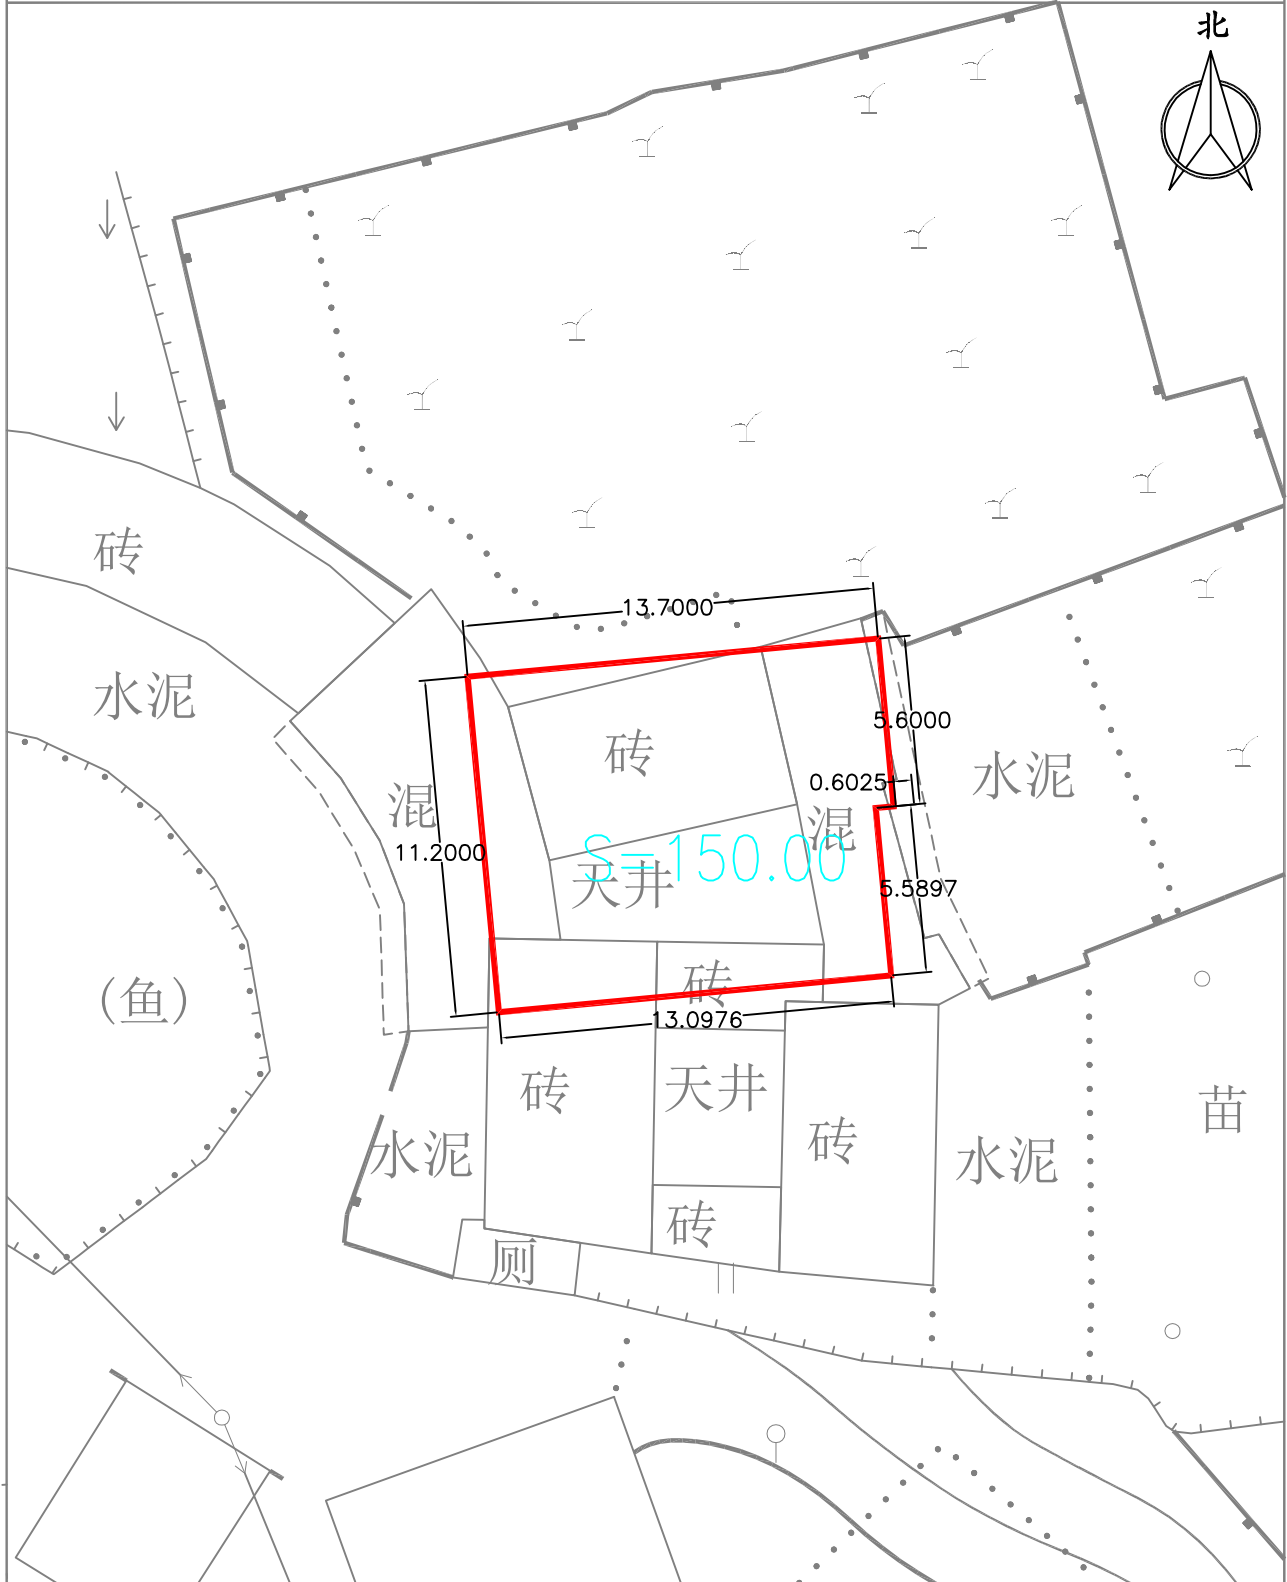 北
砖
13.7000
水泥
5.6000
砖
水泥
0.6025
混
混
11.2000
S=150.00
天井
5.5897
(鱼)
砖
13.0976
砖
天井
苗
砖
水泥
水泥
砖
厕